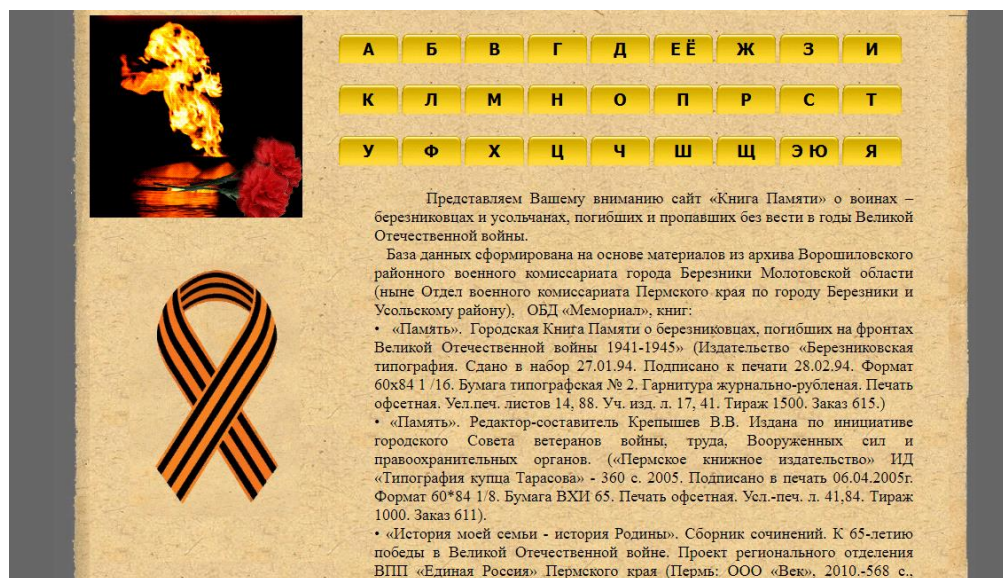 А Б В Г Д Е Ё Ж З И
К Л М Н О П Р С Т
У Ф Х Ц Ч Ш Щ Э Ю Я
Представляем Вашему вниманию сайт «Книга Памяти» о воинах –
березниковцах и усольчанах, погибших и пропавших без вести в годы Великой
Отечественной войны.
База данных сформирована на основе материалов из архива Ворошиловского
районного военного комиссариата города Березники Молотовской области
(ныне Отдел военного комиссариата Пермского края по городу Березники и
Усольскому району), ОБД «Мемориал», книг:
• «Память». Городская Книга Памяти о березниковцах, погибших на фронтах
Великой Отечественной войны 1941-1945» (Издательство «Березниковская
типография. Сдано в набор 27.01.94. Подписано к печати 28.02.94. Формат
60х84 1 /16. Бумага типографская № 2. Гарнитура журнально-рубленая. Печать
офсетная. Уел.печ. листов 14, 88. Уч. изд. л. 17, 41. Тираж 1500. Заказ 615.)
• «Память». Редактор-составитель Крепышев В.В. Издана по инициативе
городского Совета ветеранов войны, труда, Вооруженных сил и
правоохранительных органов. («Пермское книжное издательство» ИД
«Типография купца Тарасова» - 360 с. 2005. Подписано в печать 06.04.2005г.
Формат 60*84 1/8. Бумага ВХИ 65. Печать офсетная. Усл.-печ. л. 41,84. Тираж
1000. Заказ 611).
• «История моей семьи - история Родины». Сборник сочинений. К 65-летию
победы в Великой Отечественной войне. Проект регионального отделения
ВПП «Единая Россия» Пермского края (Пермь: ООО «Век», 2010.-568 с.,